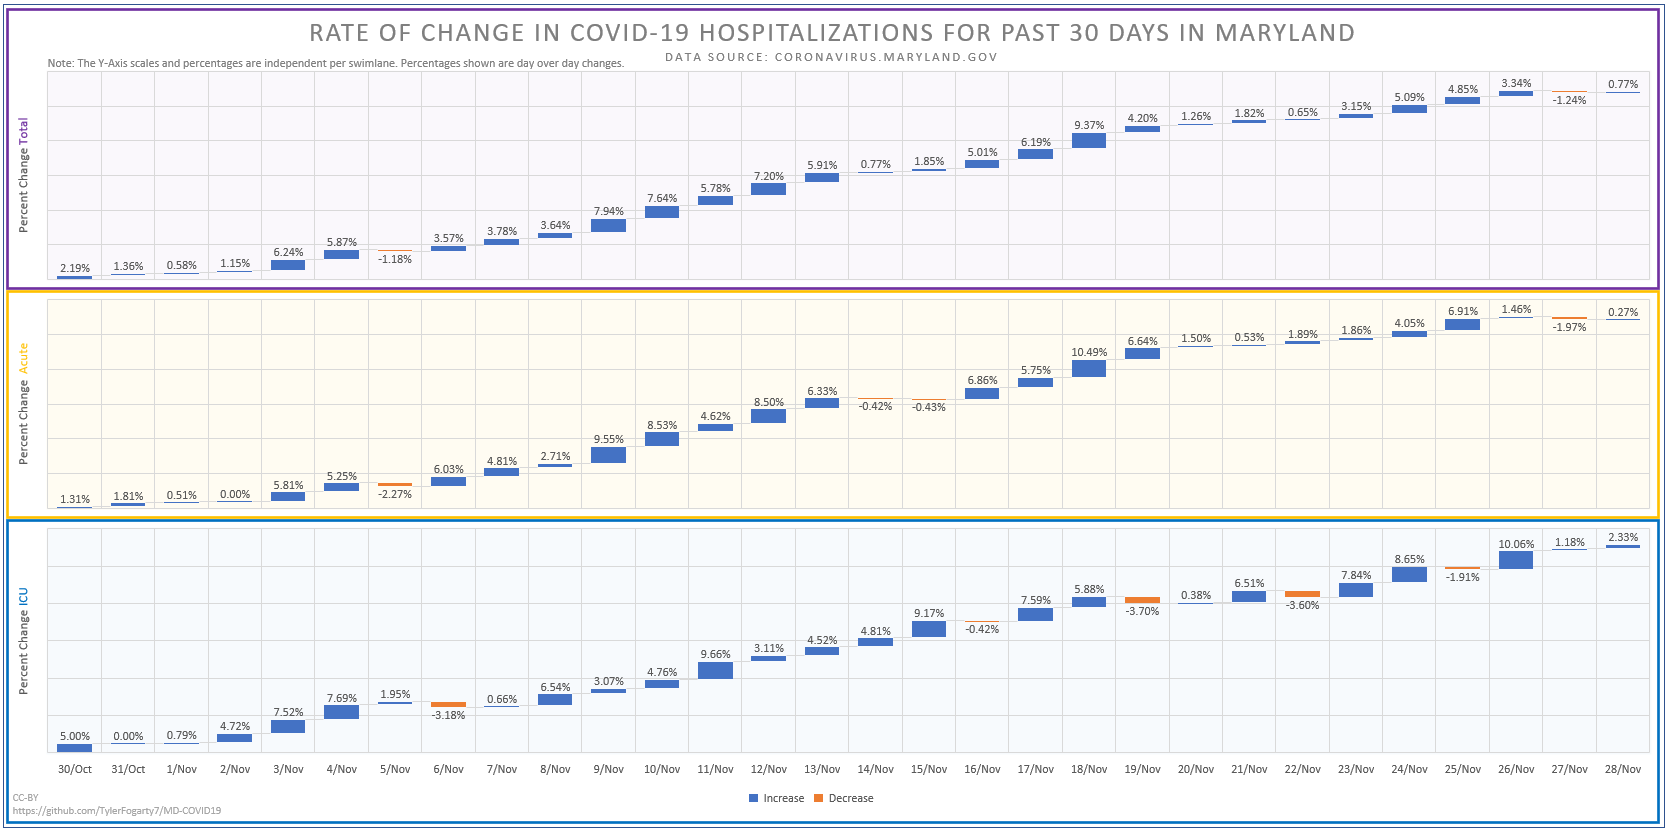 RATE OF CHANGE IN COVID-19 HOSPITALIZATIONS FOR PAST 30 DAYS IN MARYLAND
DATA SOURCE: CORONAVIRUS.MARYLAND.GOV
Note: The Y-Axis scales and percentages are independent per swimlane. Percentages shown are day over day changes.
Percent Change Total
2.19% 1.36% 0.58% 1.15% 6.24% 5.87% -1.18% 3.57% 3.78% 3.64% 7.94% 7.64% 5.78% 7.20% 5.91% 0.77% 1.85% 5.01% 6.19% 9.37% 4.20% 1.26% 1.82% 0.65% 3.15% 5.09% 4.85% 3.34% -1.24% 0.77%
Percent Change Acute
1.31% 1.81% 0.51% 0.00% 5.81% 5.25% -2.27% 6.03% 4.81% 2.71% 9.55% 8.53% 4.62% 8.50% 6.33% -0.42% -0.43% 6.86% 5.75% 10.49% 6.64% 1.50% 0.53% 1.89% 1.86% 4.05% 6.91% 1.46% -1.97% 0.27%
Percent Change ICU
5.00% 0.00% 0.79% 4.72% 7.52% 7.69% 1.95% -3.18% 0.66% 6.54% 3.07% 4.76% 9.66% 3.11% 4.52% 4.81% 9.17% -0.42% 7.59% 5.88% -3.70% 0.38% 6.51% -3.60% 7.84% 8.65% -1.91% 10.06% 1.18% 2.33%
30/Oct 31/Oct 1/Nov 2/Nov 3/Nov 4/Nov 5/Nov 6/Nov 7/Nov 8/Nov 9/Nov 10/Nov 11/Nov 12/Nov 13/Nov 14/Nov 15/Nov 16/Nov 17/Nov 18/Nov 19/Nov 20/Nov 21/Nov 22/Nov 23/Nov 24/Nov 25/Nov 26/Nov 27/Nov 28/Nov
Increase Decrease
CC-BY
https://github.com/TylerFogarty7/MD-COVID19